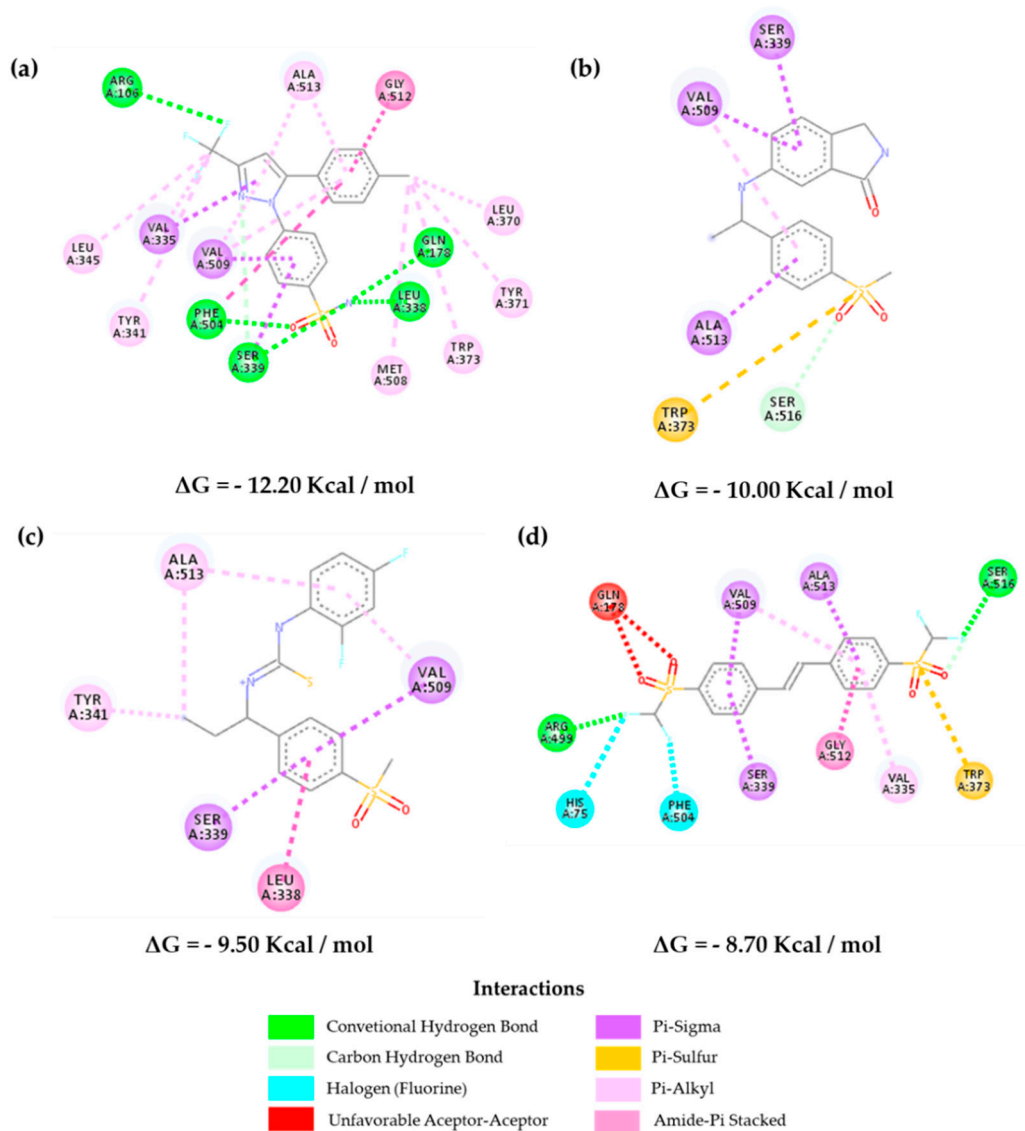 (a)
ARG
A:106
ALA
A:513
GLY
A:512
F
F
N
N
LEU
A:345
VAL
A:335
VAL
A:509
GLN
A:178
LEU
A:370
TYR
A:341
PHE
A:504
LEU
A:338
TYR
A:371
O
S
N
O
SER
A:339
MET
A:508
TRP
A:373
ΔG = - 12.20 Kcal / mol
(b)
SER
A:339
VAL
A:509
N
N
O
ALA
A:513
S
O
O
TRP
A:373
SER
A:516
ΔG = - 10.00 Kcal / mol
(c)
ALA
A:513
F
N
F
N+
S
VAL
A:509
TYR
A:341
SER
A:339
S
O
O
LEU
A:338
ΔG = - 9.50 Kcal / mol
(d)
GLN
A:178
VAL
A:509
ALA
A:513
SER
A:516
O
O
S
S
O
O
ARG
A:499
HIS
A:75
PHE
A:504
SER
A:339
GLY
A:512
VAL
A:335
TRP
A:373
ΔG = - 8.70 Kcal / mol
Interactions
Convetional Hydrogen Bond
Carbon Hydrogen Bond
Halogen (Fluorine)
Unfavorable Aceptor-Aceptor
Pi-Sigma
Pi-Sulfur
Pi-Alkyl
Amide-Pi Stacked